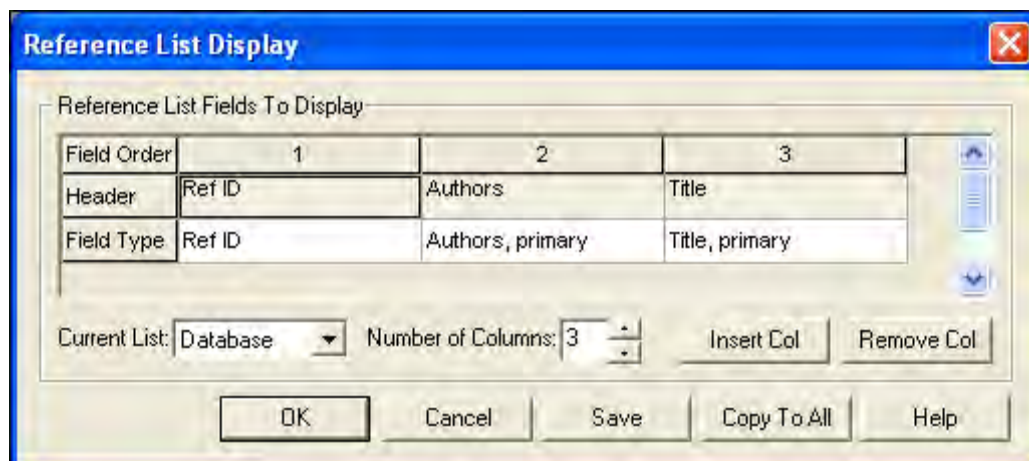 Reference List Display
Reference List Fields To Display
Field Order 1 2 3
Header Ref ID Authors Title
Field Type Ref ID Authors, primary Title, primary
Current List: Database Number of Columns: 3 Insert Col Remove Col
OK Cancel Save Copy To All Help